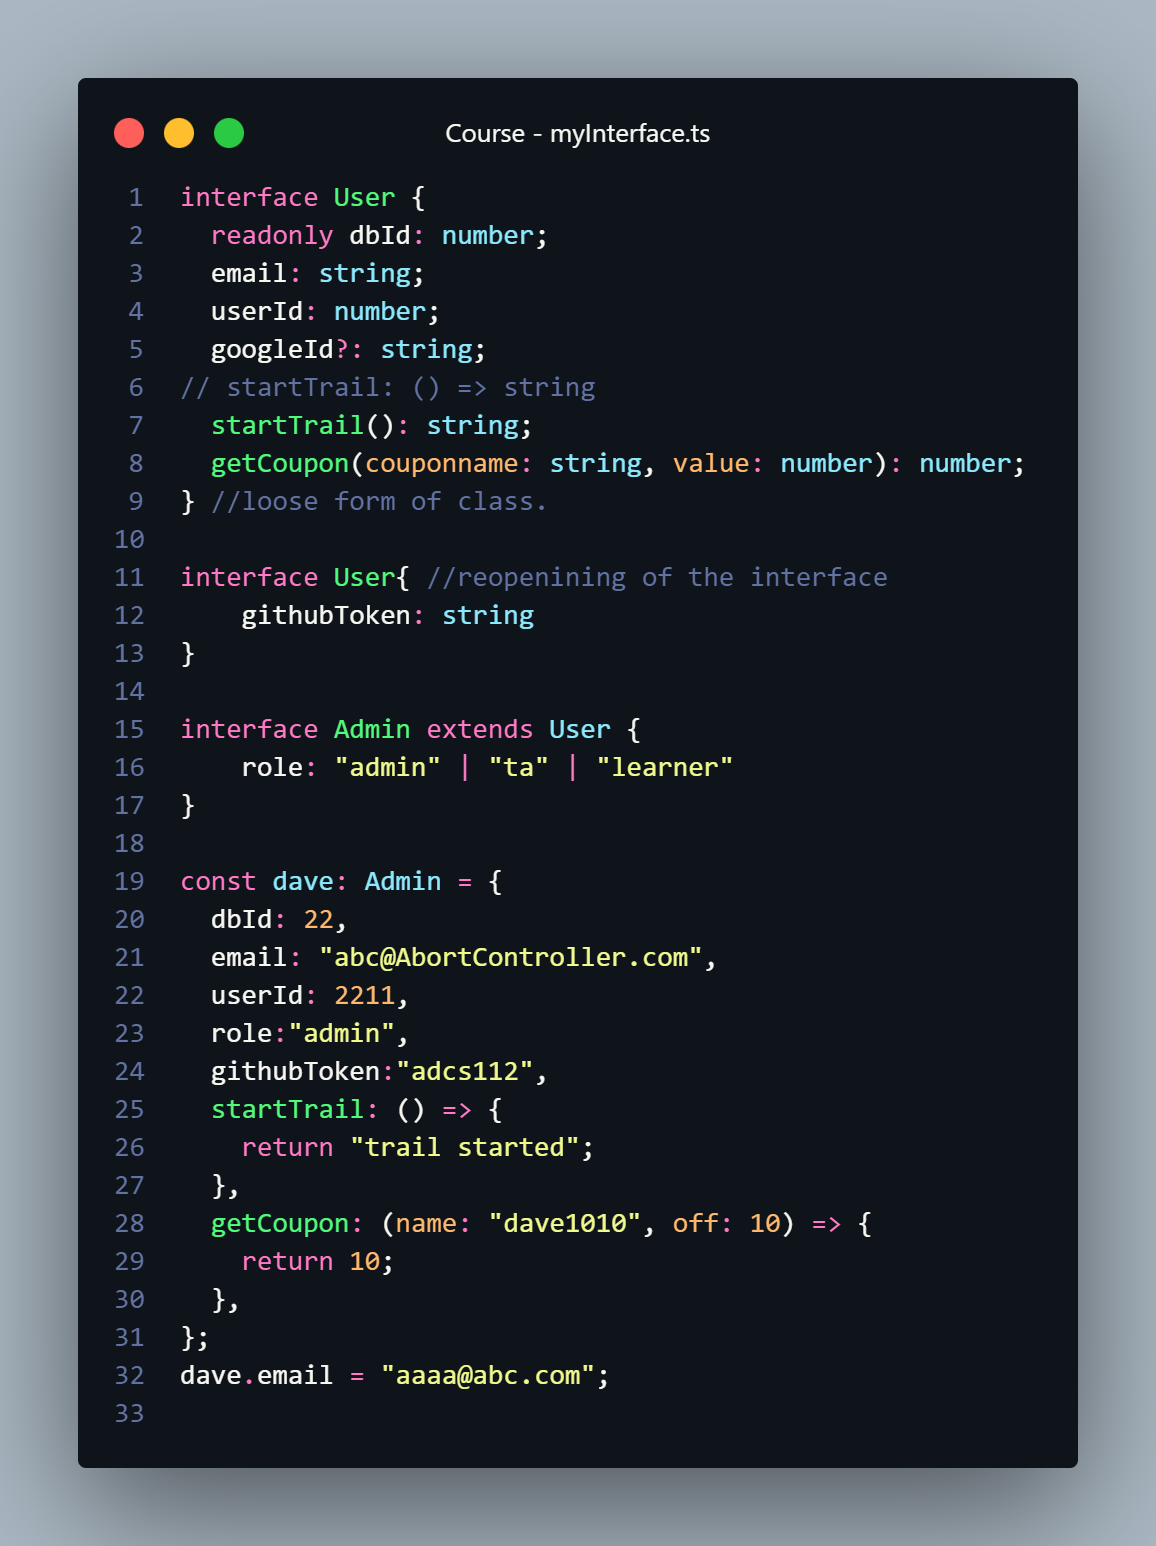 Course - myInterface.ts
1 interface User {
2   readonly dbId: number;
3   email: string;
4   userId: number;
5   googleId?: string;
6 // startTrail: () => string
7   startTrail(): string;
8   getCoupon(couponname: string, value: number): number;
9 } //loose form of class.
10
11 interface User{ //reopenining of the interface
12     githubToken: string
13 }
14
15 interface Admin extends User {
16     role: "admin" | "ta" | "learner"
17 }
18
19 const dave: Admin = {
20   dbId: 22,
21   email: "abc@AbortController.com",
22   userId: 2211,
23   role:"admin",
24   githubToken:"adcs112",
25   startTrail: () => {
26     return "trail started";
27   },
28   getCoupon: (name: "dave1010", off: 10) => {
29     return 10;
30   },
31 };
32 dave.email = "aaaa@abc.com";
33